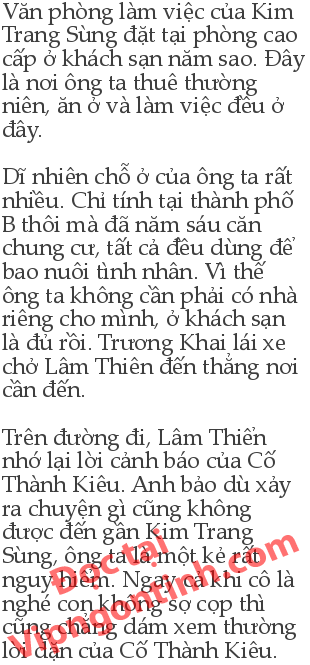 Văn phòng làm việc của Kim
Trang Sùng đặt tại phòng cao
cấp ở khách sạn năm sao. Đây
là nơi ông ta thuê thường
niên, ăn ở và làm việc đều ở
đây.
Dĩ nhiên chỗ ở của ông ta rất
nhiều. Chỉ tính tại thành phố
B thôi mà đã năm sáu căn
chung cư, tất cả đều dùng để
bao nuôi tình nhân. Vì thế
ông ta không cần phải có nhà
riêng cho mình, ở khách sạn
là đủ rồi. Trương Khai lái xe
chở Lâm Thiên đến thẳng nơi
cần đến.
Trên đường đi, Lâm Thiển
nhớ lại lời cảnh báo của Cố
Thành Kiêu. Anh bảo dù xảy
ra chuyện gì cũng không
được đến gần Kim Trang
Sùng, ông ta là một kẻ rất
nguy hiểm. Ngay cả khi cô là
nghé con không sợ cọp thì
cũng chẳng dám xem thường
lời dặn của Cố Thành Kiêu.
Đọc tại
Vipngontinh.com